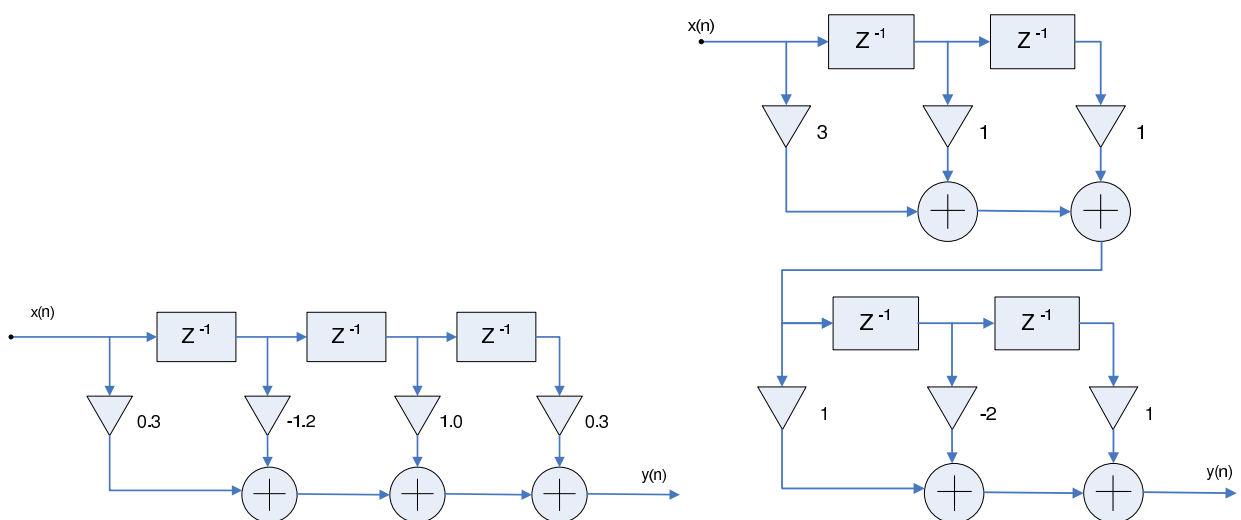 x(n)
Z⁻¹ Z⁻¹
3 1 1
x(n)
Z⁻¹ Z⁻¹ Z⁻¹
0.3 -1.2 1.0 0.3
y(n)
Z⁻¹ Z⁻¹
1 -2 1
y(n)